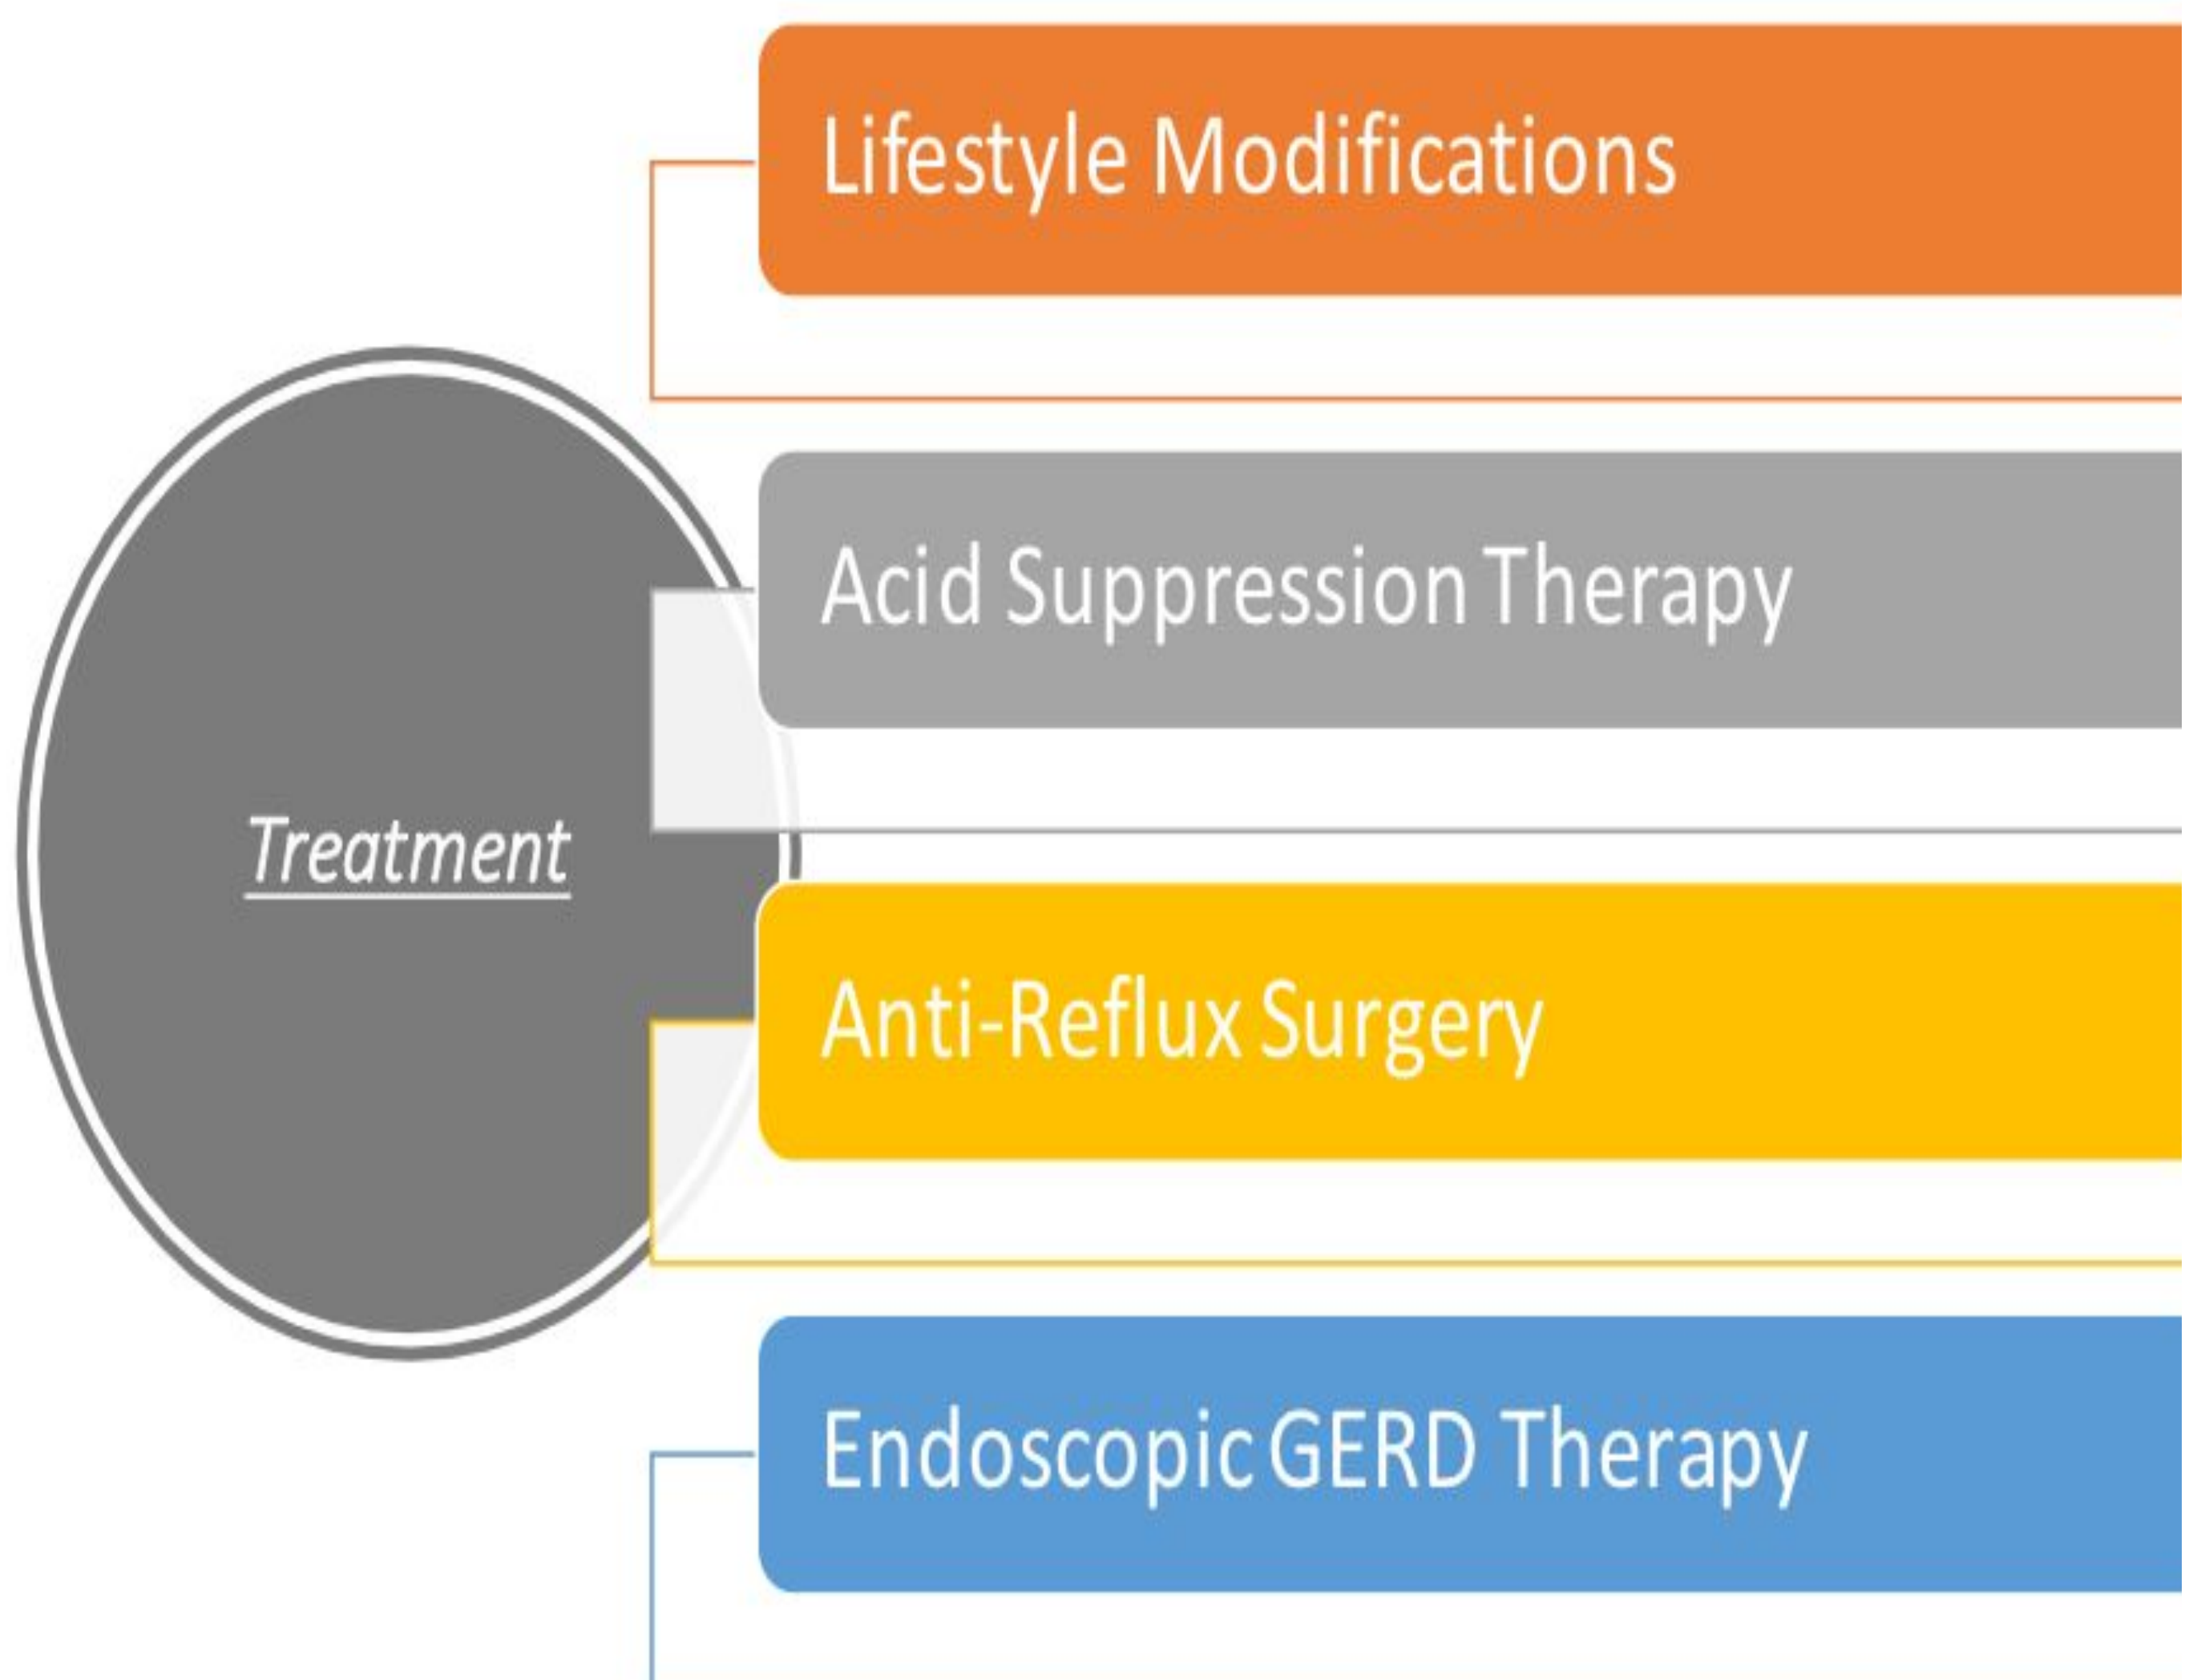 Lifestyle Modifications
Acid Suppression Therapy
Treatment
Anti-Reflux Surgery
Endoscopic GERD Therapy